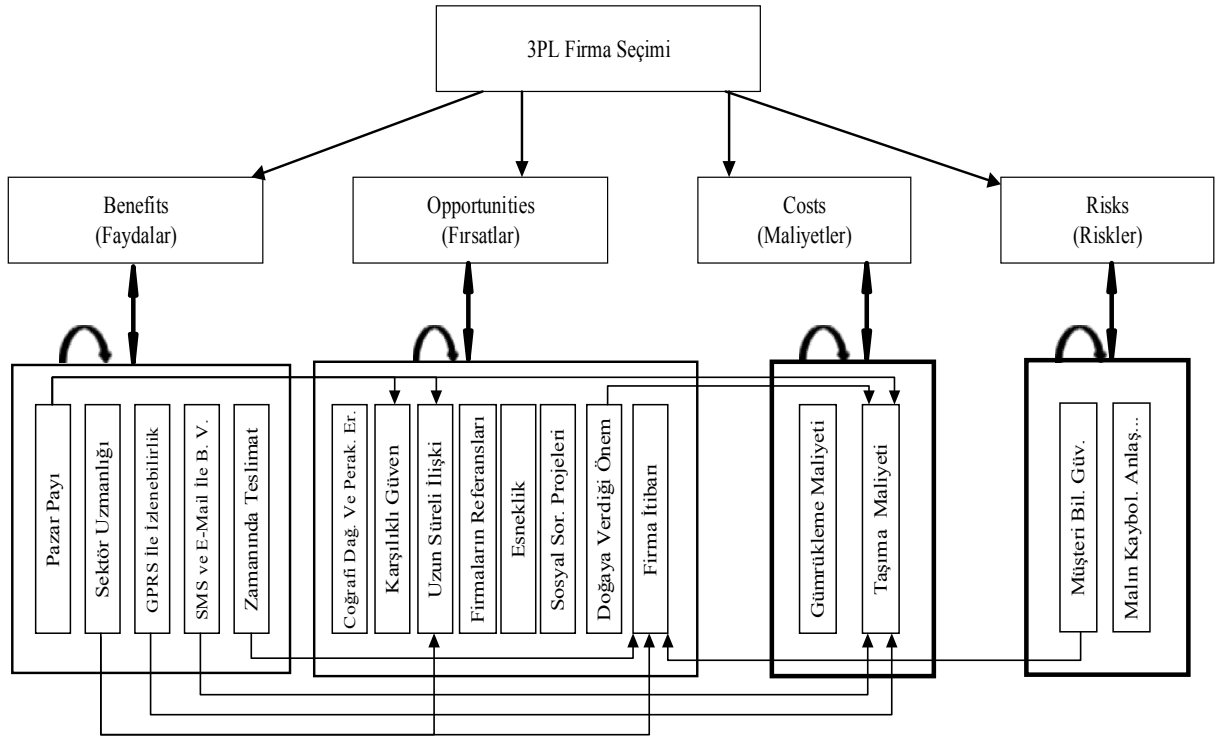 3PL Firma Seçimi
Benefits
(Faydalar)
Opportunities
(Fırsatlar)
Costs
(Maliyetler)
Risks
(Riskler)
Pazar Payı
Sektör Uzmanlığı
GPRS İle İzlenebilirlik
SMS ve E-Mail İle B. V.
Zamanında Teslimat
Coğrafi Dağ. Ve Perak. Er.
Karşılıklı Güven
Uzun Süreli İlişki
Firmaların Referansları
Esneklik
Sosyal Sor. Projeleri
Doğaya Verdiği Önem
Firma İtibarı
Gümrükleme Maliyeti
Taşıma Maliyeti
Müşteri Bil. Güv.
Malın Kaybol. Anlaş...